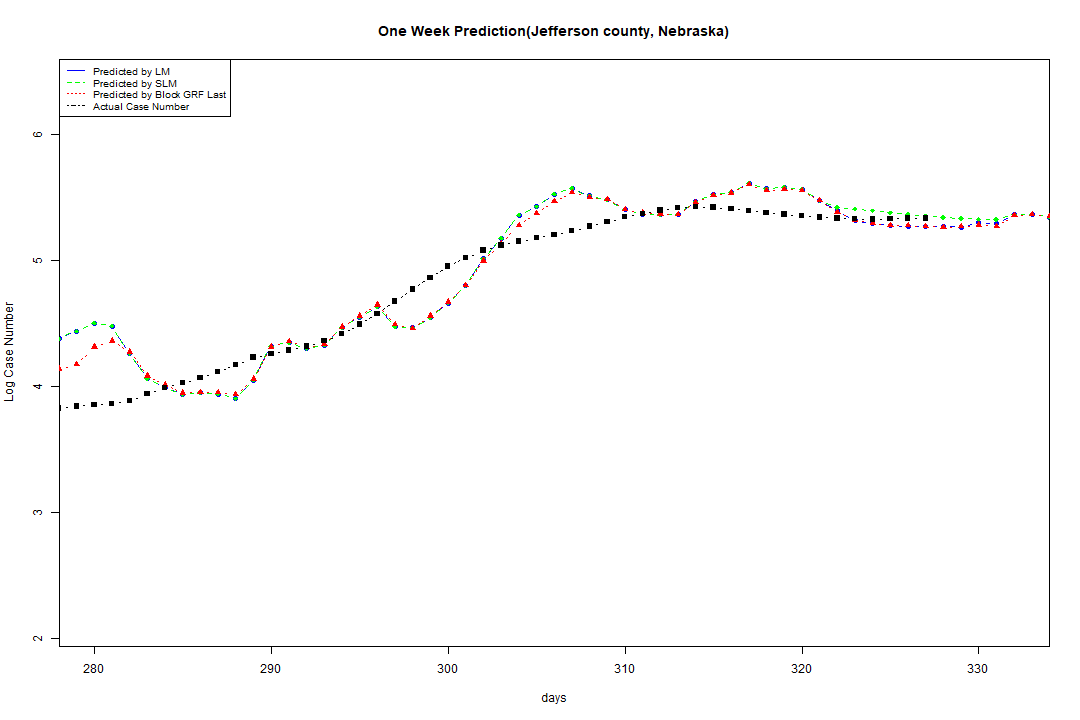 One Week Prediction(Jefferson county, Nebraska)
Predicted by LM
Predicted by SLM
Predicted by Block GRF Last
Actual Case Number
6
5
4
3
2
Log Case Number
280 290 300 310 320 330
days